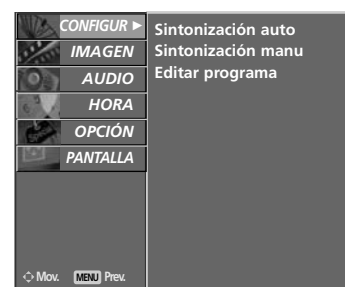 CONFIGUR ►
IMAGEN
AUDIO
HORA
OPCIÓN
PANTALLA
Sintonización auto
Sintonización manu
Editar programa
Mov. MENU Prev.